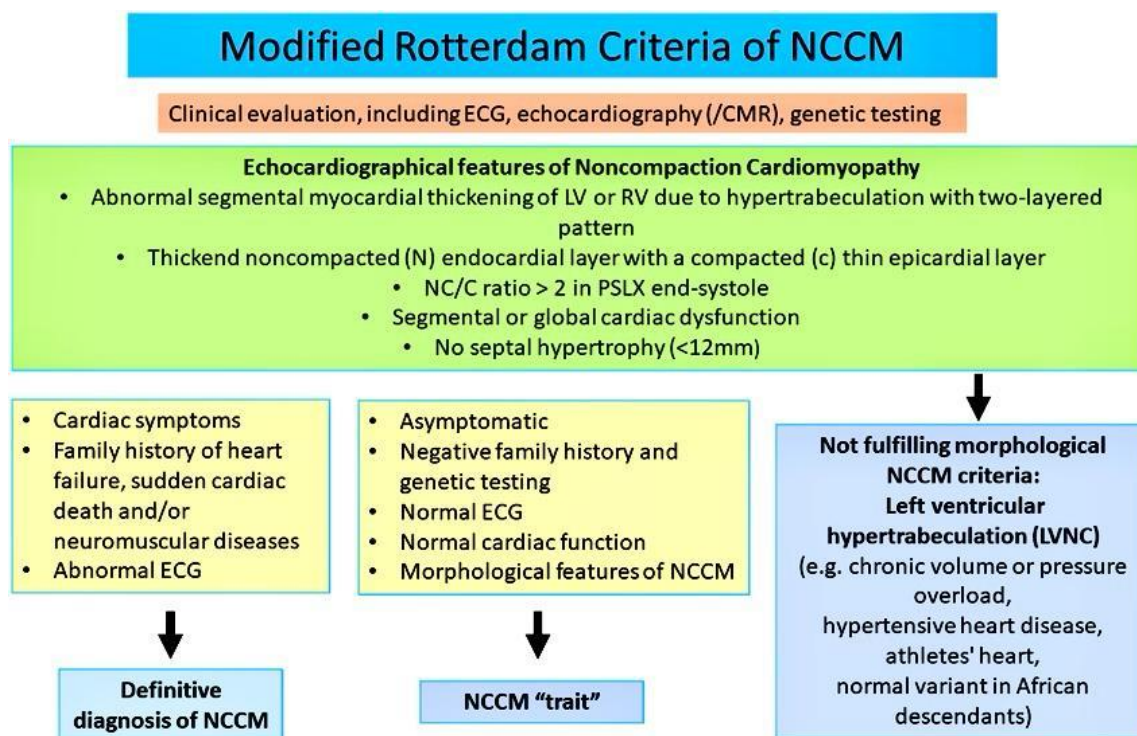 Modified Rotterdam Criteria of NCCM
Clinical evaluation, including ECG, echocardiography (/CMR), genetic testing
Echocardiographical features of Noncompaction Cardiomyopathy
• Abnormal segmental myocardial thickening of LV or RV due to hypertrabeculation with two-layered
pattern
• Thickend noncompacted (N) endocardial layer with a compacted (c) thin epicardial layer
• NC/C ratio > 2 in PSLX end-systole
• Segmental or global cardiac dysfunction
• No septal hypertrophy (<12mm)
• Cardiac symptoms
• Family history of heart
failure, sudden cardiac
death and/or
neuromuscular diseases
• Abnormal ECG
Definitive
diagnosis of NCCM
• Asymptomatic
• Negative family history and
genetic testing
• Normal ECG
• Normal cardiac function
• Morphological features of NCCM
NCCM “trait”
Not fulfilling morphological
NCCM criteria:
Left ventricular
hypertrabeculation (LVNC)
(e.g. chronic volume or pressure
overload,
hypertensive heart disease,
athletes' heart,
normal variant in African
descendants)